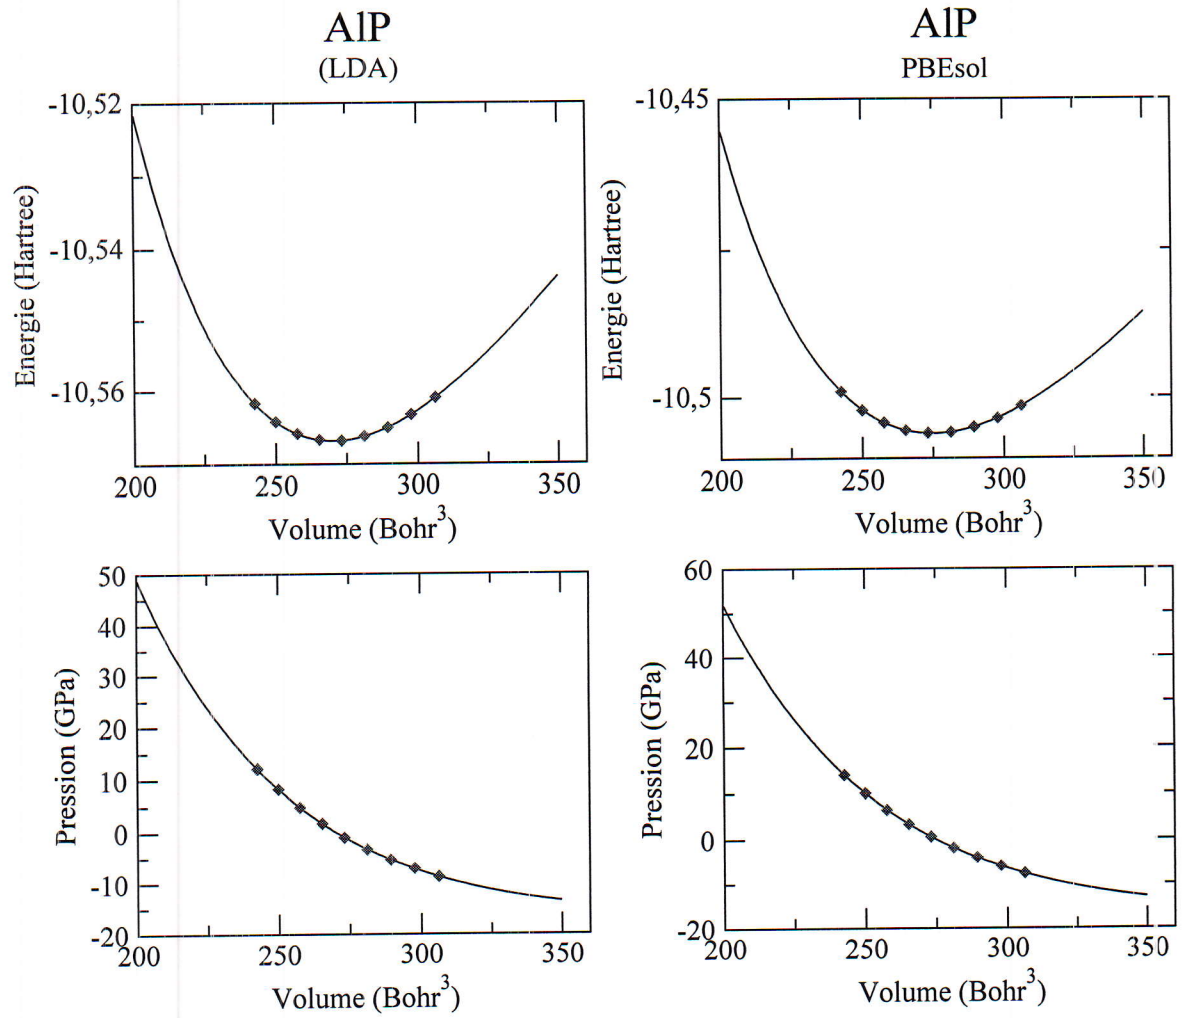 AlP
(LDA)
-10,52
-10,54
-10,56
Energie (Hartree)
200
250
300
350
Volume (Bohr³)
AlP
PBEsol
-10,45
-10,5
Energie (Hartree)
200
250
300
350
Volume (Bohr³)
50
40
30
20
10
0
-10
-20
Pression (GPa)
200
250
300
350
Volume (Bohr³)
60
40
20
0
-20
Pression (GPa)
200
250
300
350
Volume (Bohr³)